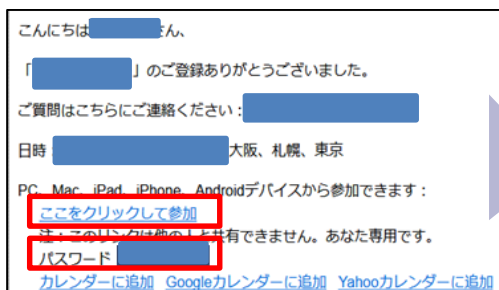 こんにちは さん、
「 」のご登録ありがとうございました。
ご質問はこちらにご連絡ください：
日時： 大阪、札幌、東京
PC、Mac、iPad、iPhone、Androidデバイスから参加できます：
ここをクリックして参加
注：このリンクは他の人と共有できません。あなた専用です。
パスワード
カレンダーに追加 Googleカレンダーに追加 Yahooカレンダーに追加